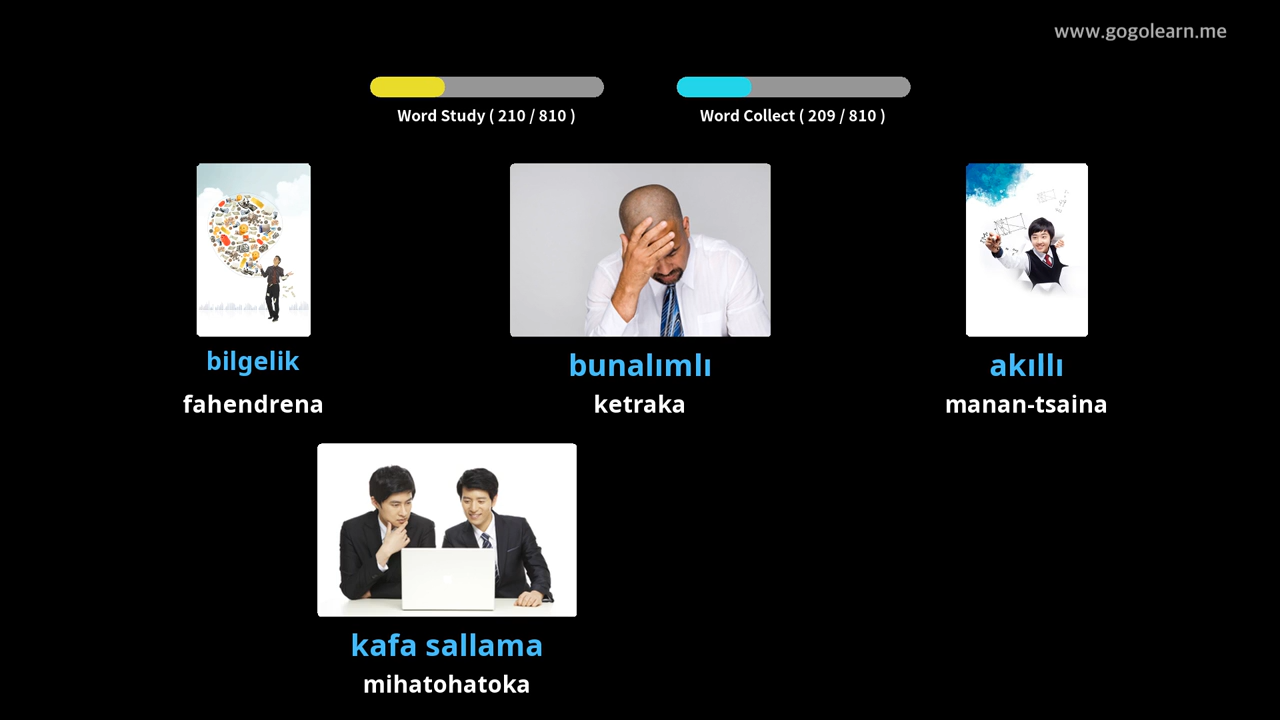 www.gogolearn.me
Word Study ( 210 / 810 )
Word Collect ( 209 / 810 )
bilgelik
fahendrena
bunalımlı
ketraka
akıllı
manan-tsaina
kafa sallama
mihatohatoka